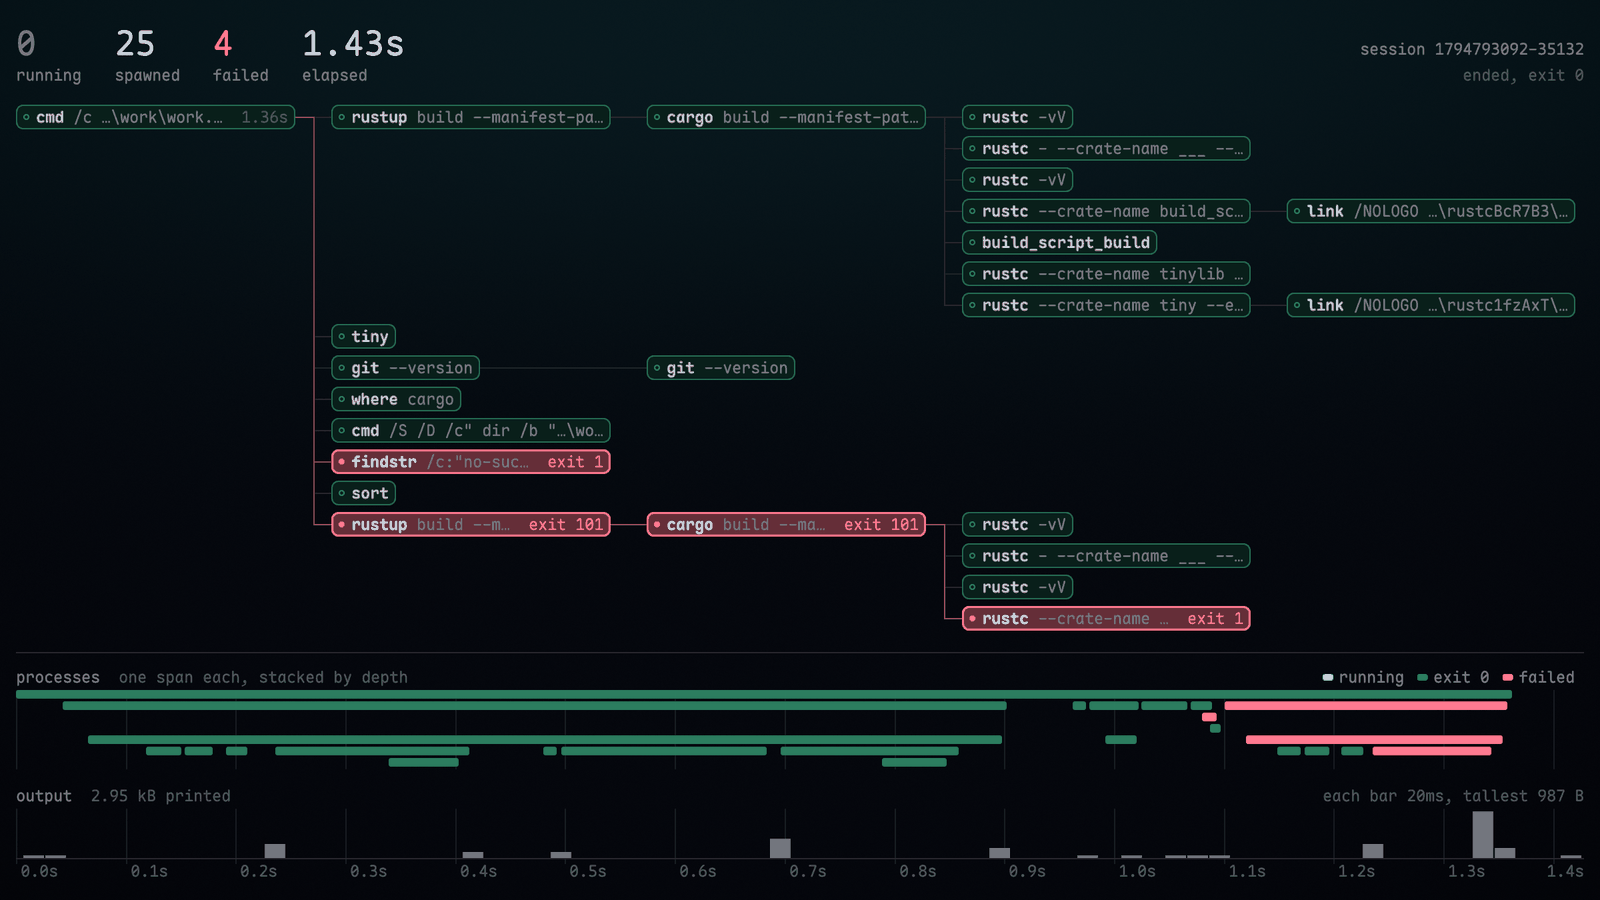 0 25 4 1.43s
running spawned failed elapsed
session 1794793092-35132
ended, exit 0
cmd /c …\work\work.… 1.36s
rustup build --manifest-pa…
cargo build --manifest-pat…
rustc -vV
rustc - --crate-name ___ --…
rustc -vV
rustc --crate-name build_sc…
link /NOLOGO …\rustcBcR7B3\…
build_script_build
rustc --crate-name tinylib …
rustc --crate-name tiny --e…
link /NOLOGO …\rustc1fzAxT\…
tiny
git --version
git --version
where cargo
cmd /S /D /c" dir /b "…\wo…
findstr /c:"no-suc… exit 1
sort
rustup build --m… exit 101
cargo build --ma… exit 101
rustc -vV
rustc - --crate-name ___ --…
rustc -vV
rustc --crate-name … exit 1
processes one span each, stacked by depth
running exit 0 failed
output 2.95 kB printed
each bar 20ms, tallest 987 B
0.0s 0.1s 0.2s 0.3s 0.4s 0.5s 0.6s 0.7s 0.8s 0.9s 1.0s 1.1s 1.2s 1.3s 1.4s